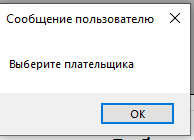 Сообщение пользователю
Выберите плательщика
OK